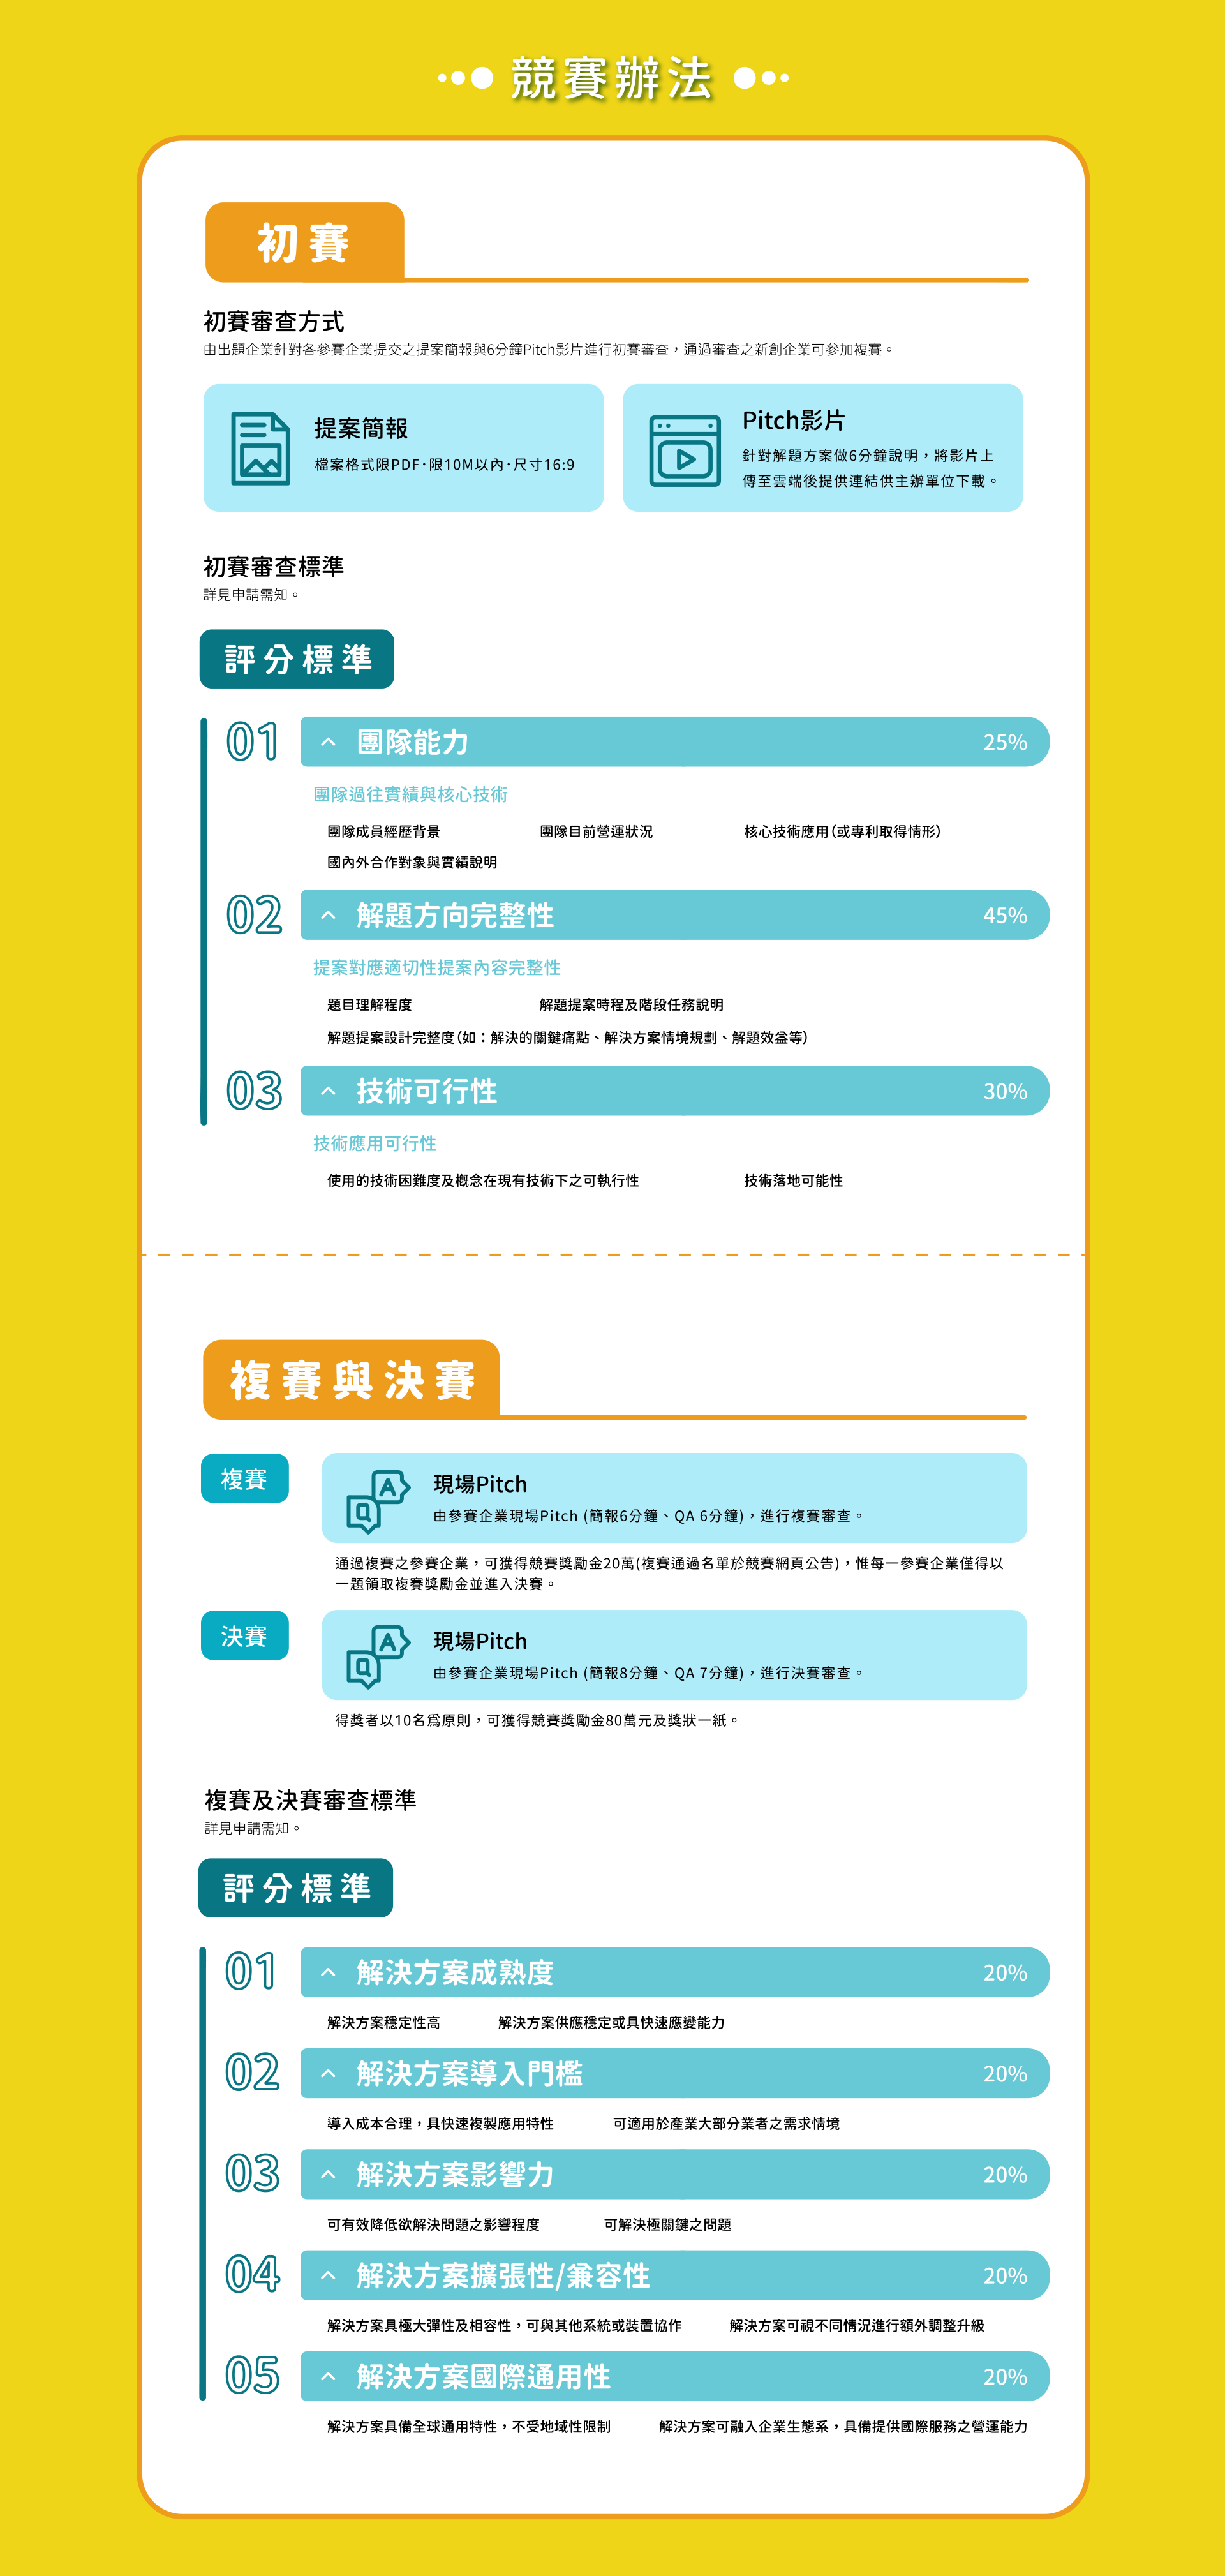 競賽辦法
初賽
初賽審查方式
由出題企業針對各參賽企業提交之提案簡報與6分鐘Pitch影片進行初賽審查，通過審查之新創企業可參加複賽。
提案簡報
檔案格式限PDF·限10M以內·尺寸16:9
Pitch影片
針對解題方案做6分鐘說明，將影片上
傳至雲端後提供連結供主辦單位下載。
初賽審查標準
詳見申請需知。
評分標準
01 團隊能力 25%
團隊過往實績與核心技術
團隊成員經歷背景 團隊目前營運狀況 核心技術應用(或專利取得情形)
國內外合作對象與實績說明
02 解題方向完整性 45%
提案對應適切性提案內容完整性
題目理解程度 解題提案時程及階段任務說明
解題提案設計完整度(如：解決的關鍵痛點、解決方案情境規劃、解題效益等)
03 技術可行性 30%
技術應用可行性
使用的技術困難度及概念在現有技術下之可執行性 技術落地可能性
複賽與決賽
複賽
現場Pitch
由參賽企業現場Pitch (簡報6分鐘、QA 6分鐘)，進行複賽審查。
通過複賽之參賽企業，可獲得競賽獎勵金20萬(複賽通過名單於競賽網頁公告)，惟每一參賽企業僅得以
一題領取複賽獎勵金並進入決賽。
決賽
現場Pitch
由參賽企業現場Pitch (簡報8分鐘、QA 7分鐘)，進行決賽審查。
得獎者以10名為原則，可獲得競賽獎勵金80萬元及獎狀一紙。
複賽及決賽審查標準
詳見申請需知。
評分標準
01 解決方案成熟度 20%
解決方案穩定性高 解決方案供應穩定或具快速應變能力
02 解決方案導入門檻 20%
導入成本合理，具快速複製應用特性 可適用於產業大部分業者之需求情境
03 解決方案影響力 20%
可有效降低欲解決問題之影響程度 可解決極關鍵之問題
04 解決方案擴張性/兼容性 20%
解決方案具極大彈性及相容性，可與其他系統或裝置協作 解決方案可視不同情況進行額外調整升級
05 解決方案國際通用性 20%
解決方案具備全球通用特性，不受地域性限制 解決方案可融入企業生態系，具備提供國際服務之營運能力